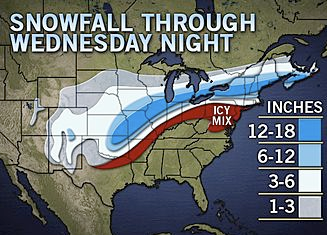 SNOWFALL THROUGH
WEDNESDAY NIGHT
ICY
MIX
INCHES
12-18
6-12
3-6
1-3